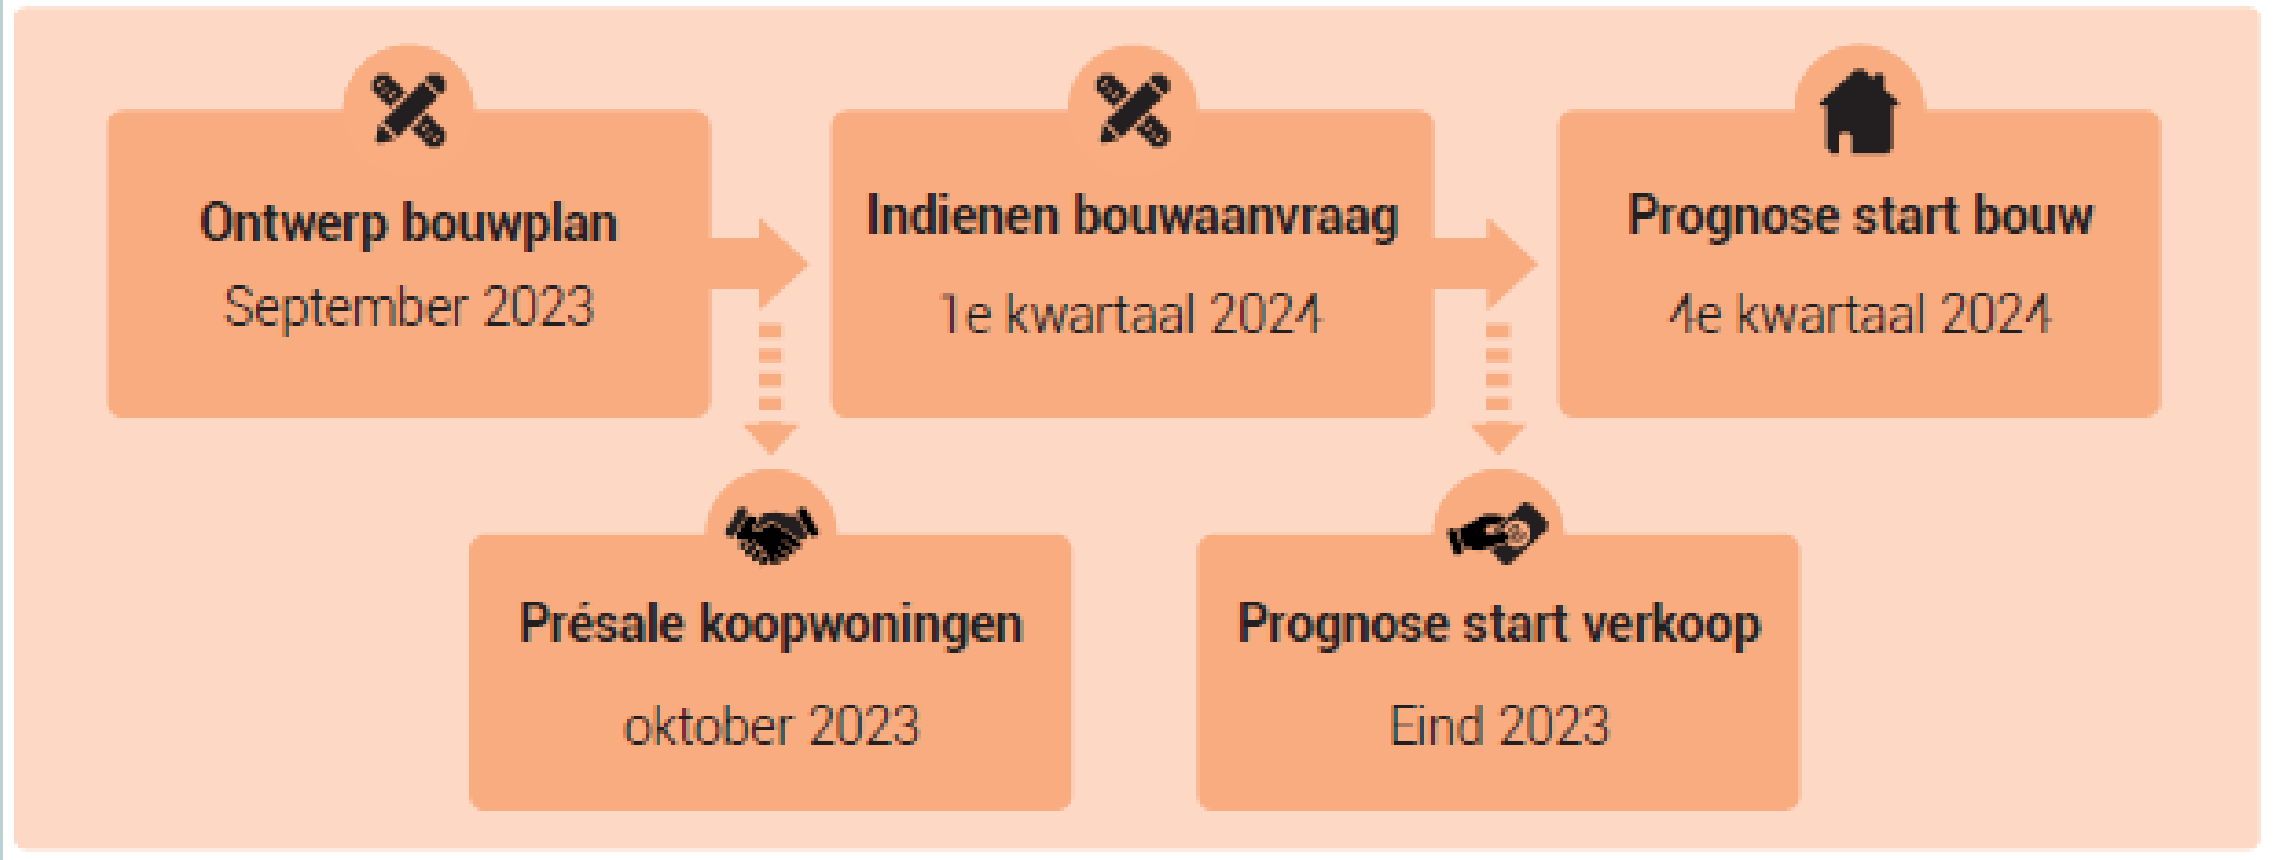 Ontwerp bouwplan
September 2023
Indienen bouwaanvraag
1e kwartaal 2024
Prognose start bouw
4e kwartaal 2024
Présale koopwoningen
oktober 2023
Prognose start verkoop
Eind 2023